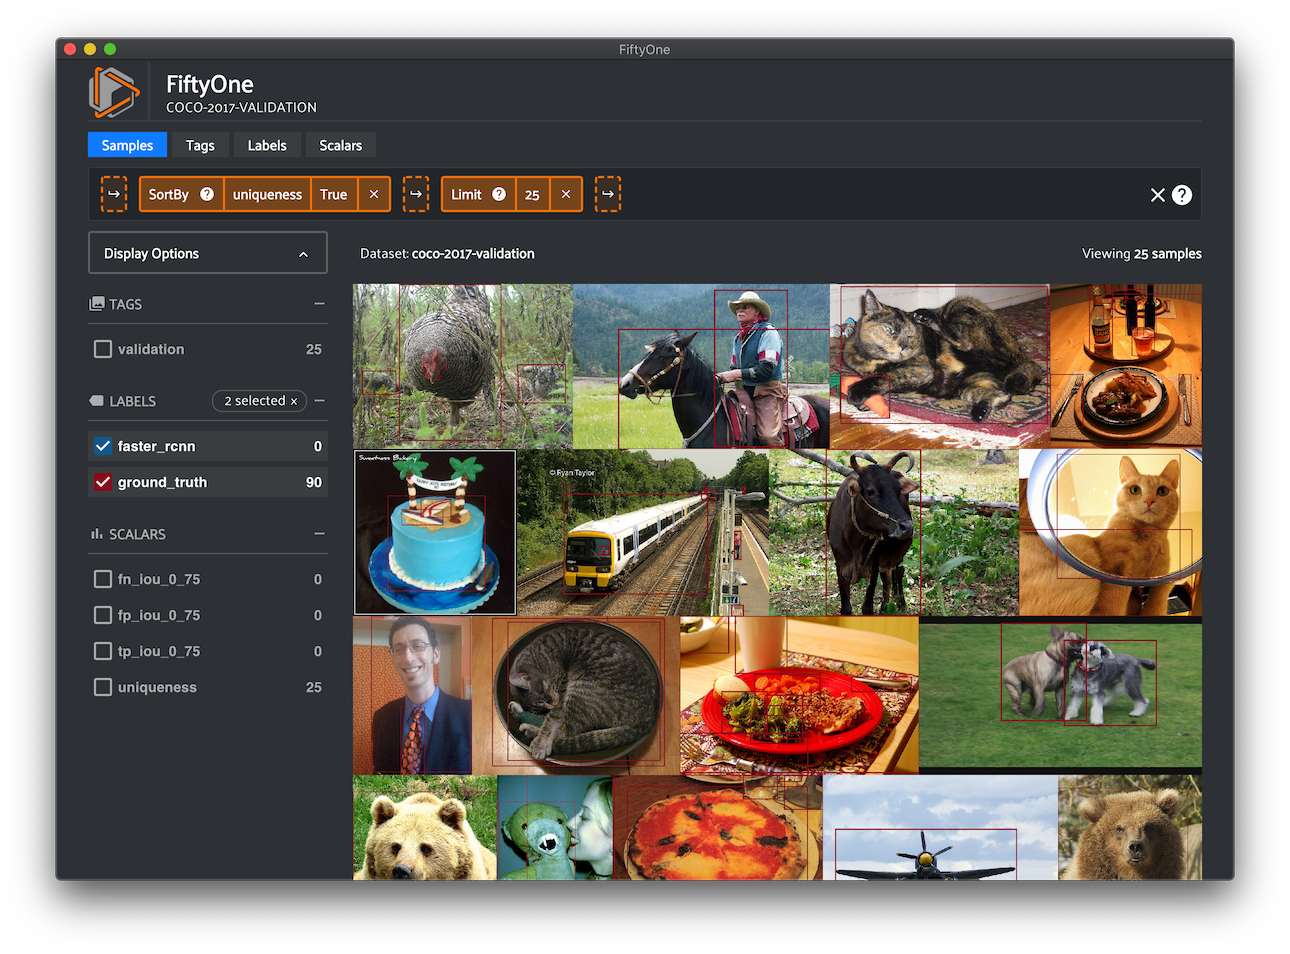 FiftyOne
FiftyOne
COCO-2017-VALIDATION
Samples Tags Labels Scalars
SortBy ? uniqueness True × Limit ? 25 × ?
Display Options
Dataset: coco-2017-validation
Viewing 25 samples
TAGS
validation 25
LABELS 2 selected x
faster_rcnn 0
ground_truth 90
SCALARS
fn_iou_0_75 0
fp_iou_0_75 0
tp_iou_0_75 0
uniqueness 25
Sweetness Bakery
© Ryan Taylor